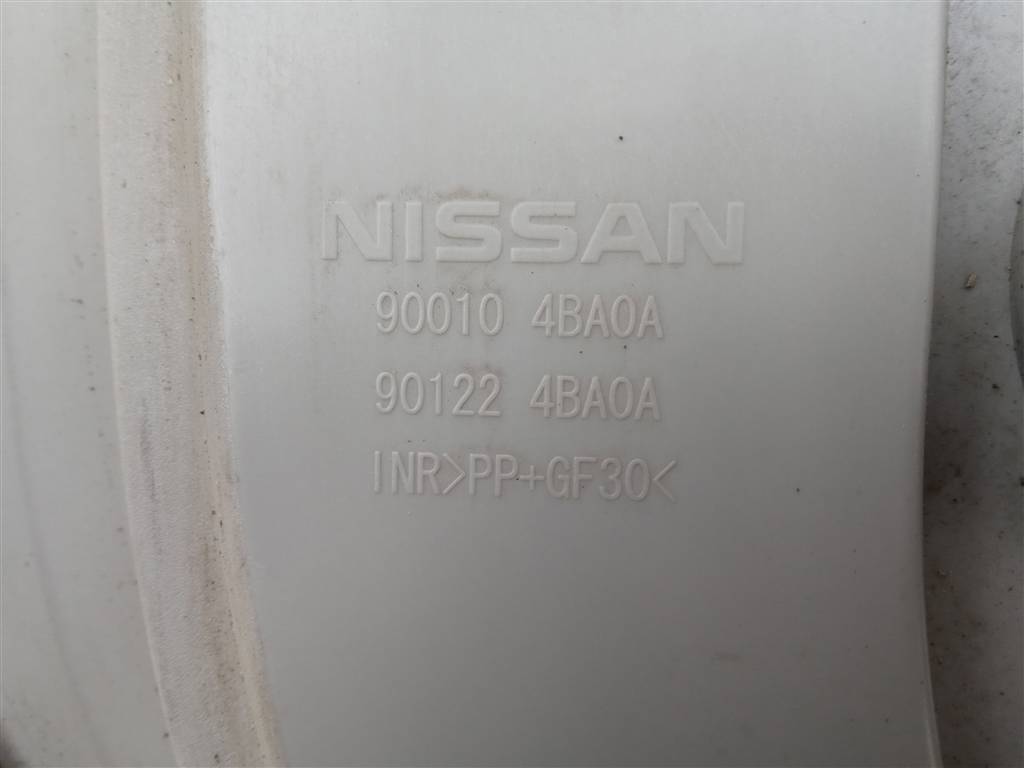 NISSAN
90010 4BA0A
90122 4BA0A
INR>PP+GF30<